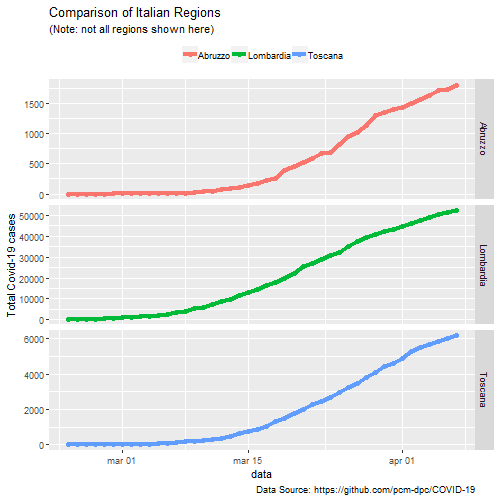 Comparison of Italian Regions
(Note: not all regions shown here)
Abruzzo Lombardia Toscana
1500
1000
500
0
Abruzzo
50000
40000
30000
20000
10000
0
Lombardia
Total Covid-19 cases
6000
4000
2000
0
Toscana
mar 01 mar 15 apr 01
data
Data Source: https://github.com/pcm-dpc/COVID-19